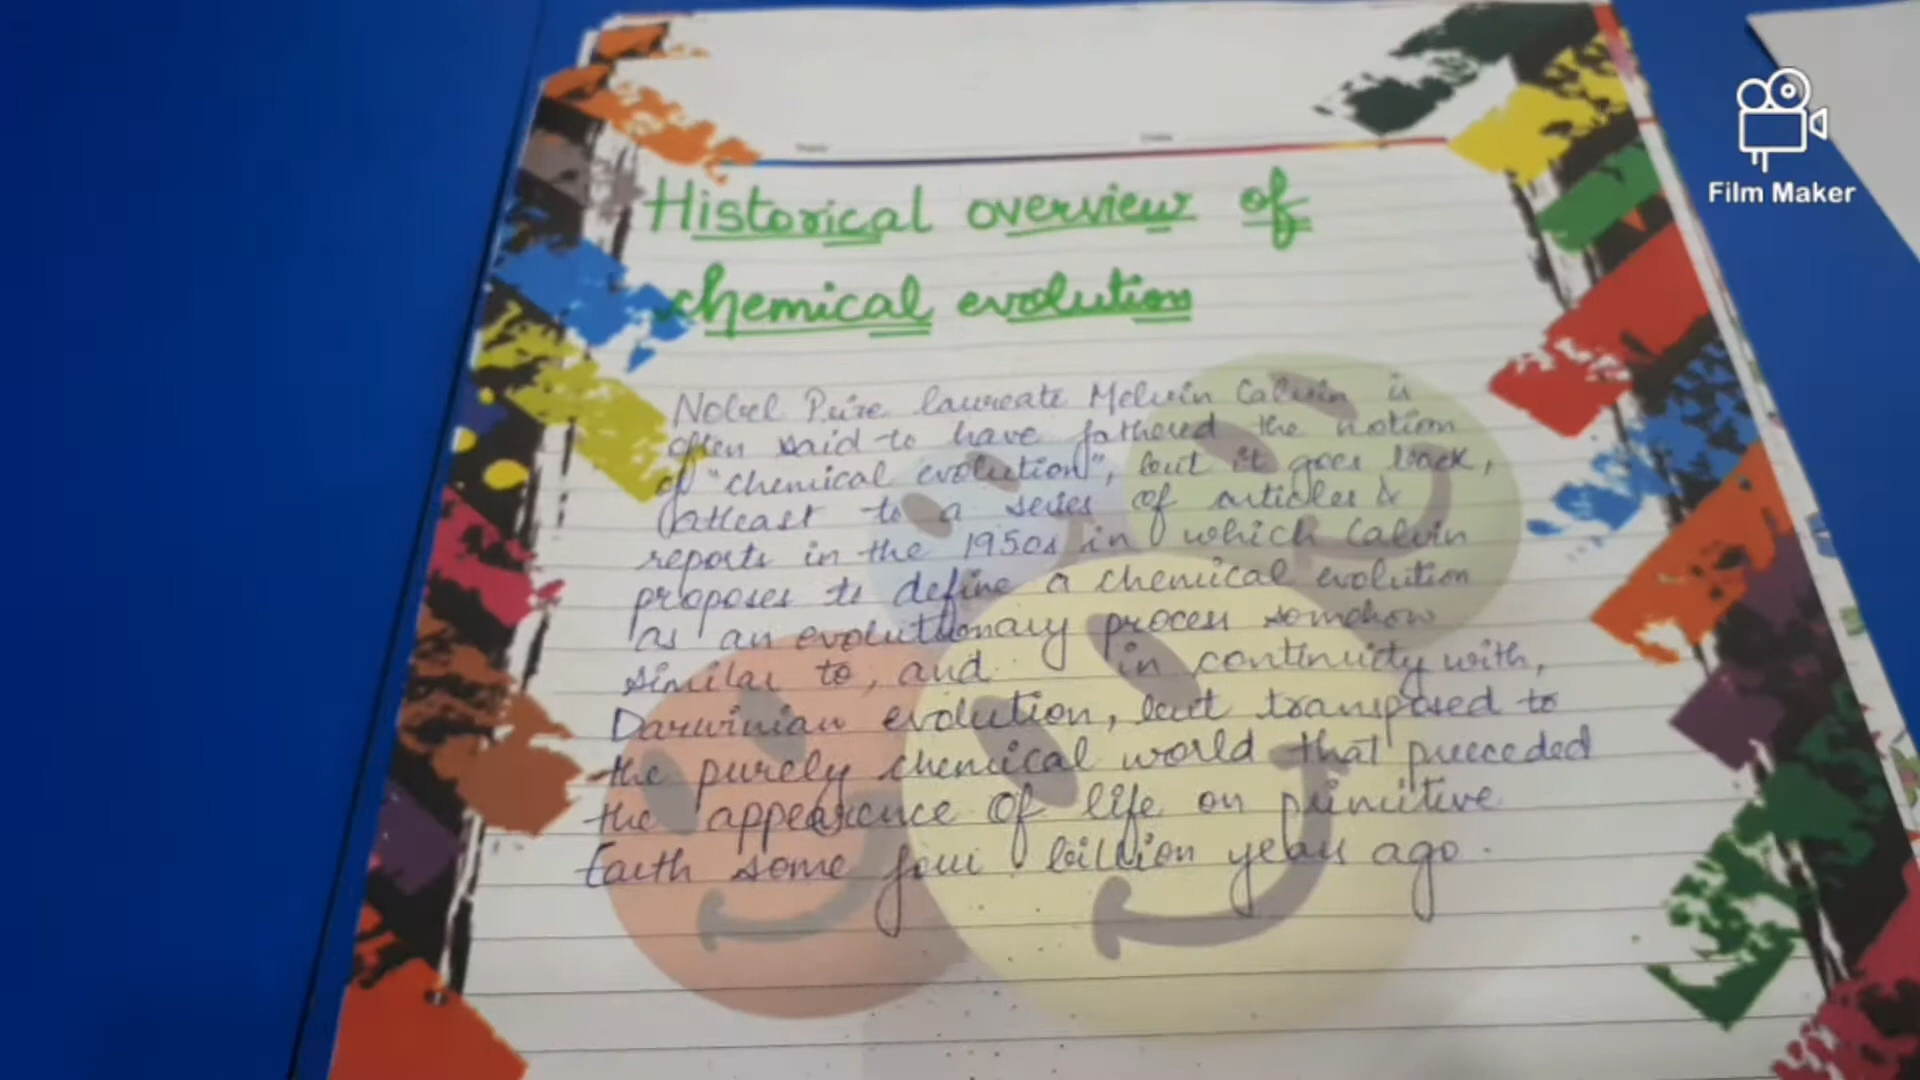 Film Maker
Historical overview of
chemical evolution
Nobel Prize laureate Melvin Calvin is
often said to have fathered the notion
of "chemical evolution", but it goes back,
atleast to a series of articles &
reports in the 1950s in which Calvin
proposes to define a chemical evolution
as an evolutionary process somehow
similar to, and in continuity with,
Darwinian evolution, but transposed to
the purely chemical world that preceded
the appearence of life on primitive
Earth some four billion years ago.